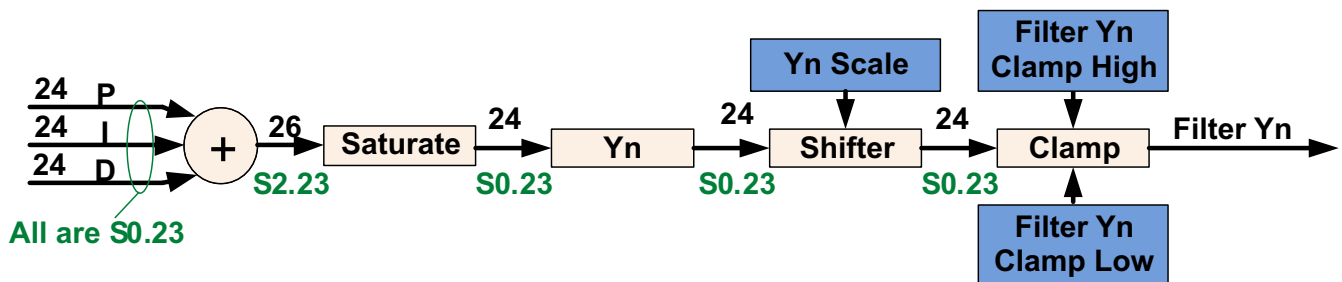 24 P
24 I
24 D
All are S0.23
+
26
S2.23
Saturate
24
S0.23
Yn
24
S0.23
Yn Scale
Shifter
24
S0.23
Filter Yn
Clamp High
Clamp
Filter Yn
Clamp Low
Filter Yn